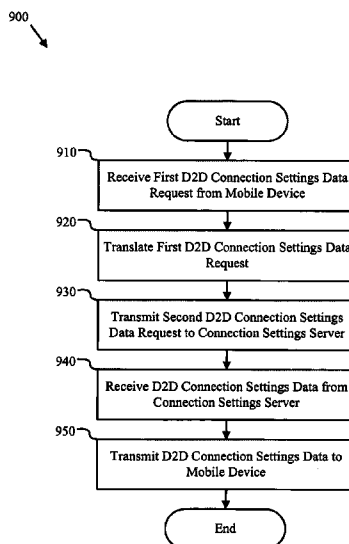 900
Start
910
Receive First D2D Connection Settings Data
Request from Mobile Device
920
Translate First D2D Connection Settings Data
Request
930
Transmit Second D2D Connection Settings
Data Request to Connection Settings Server
940
Receive D2D Connection Settings Data from
Connection Settings Server
950
Transmit D2D Connection Settings Data to
Mobile Device
End